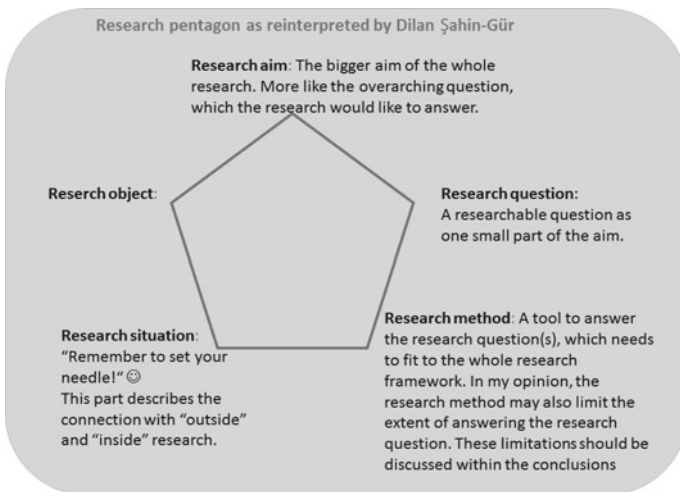 Research pentagon as reinterpreted by Dilan Şahin-Gür
Research aim: The bigger aim of the whole
research. More like the overarching question,
which the research would like to answer.
Reserch object:
Research question:
A researchable question as
one small part of the aim.
Research situation:
“Remember to set your
needle!“ ☺
This part describes the
connection with “outside”
and “inside” research.
Research method: A tool to answer
the research question(s), which needs
to fit to the whole research
framework. In my opinion, the
research method may also limit the
extent of answering the research
question. These limitations should be
discussed within the conclusions